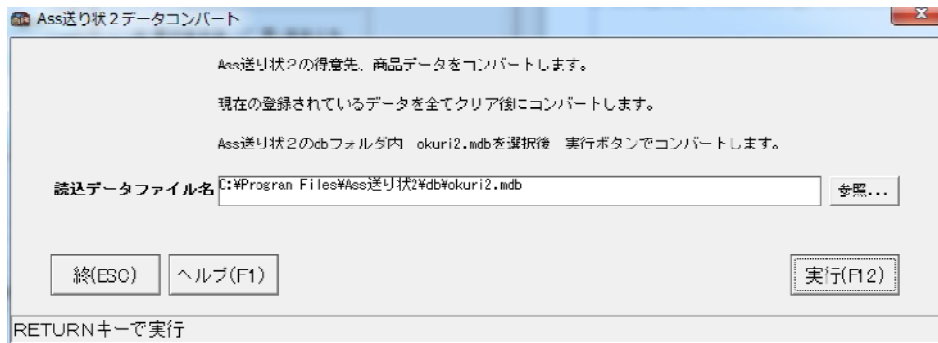 Ass送り状２データコンバート
Ass送り状２の得意先、商品データをコンバートします。
現在の登録されているデータを全てクリア後にコンバートします。
Ass送り状２のdbフォルダ内　okuri2.mdbを選択後　実行ボタンでコンバートします。
読込データファイル名 C:¥Program Files¥Ass送り状2¥db¥okuri2.mdb 参照...
終(ESC) ヘルプ(F1) 実行(F12)
RETURNキーで実行